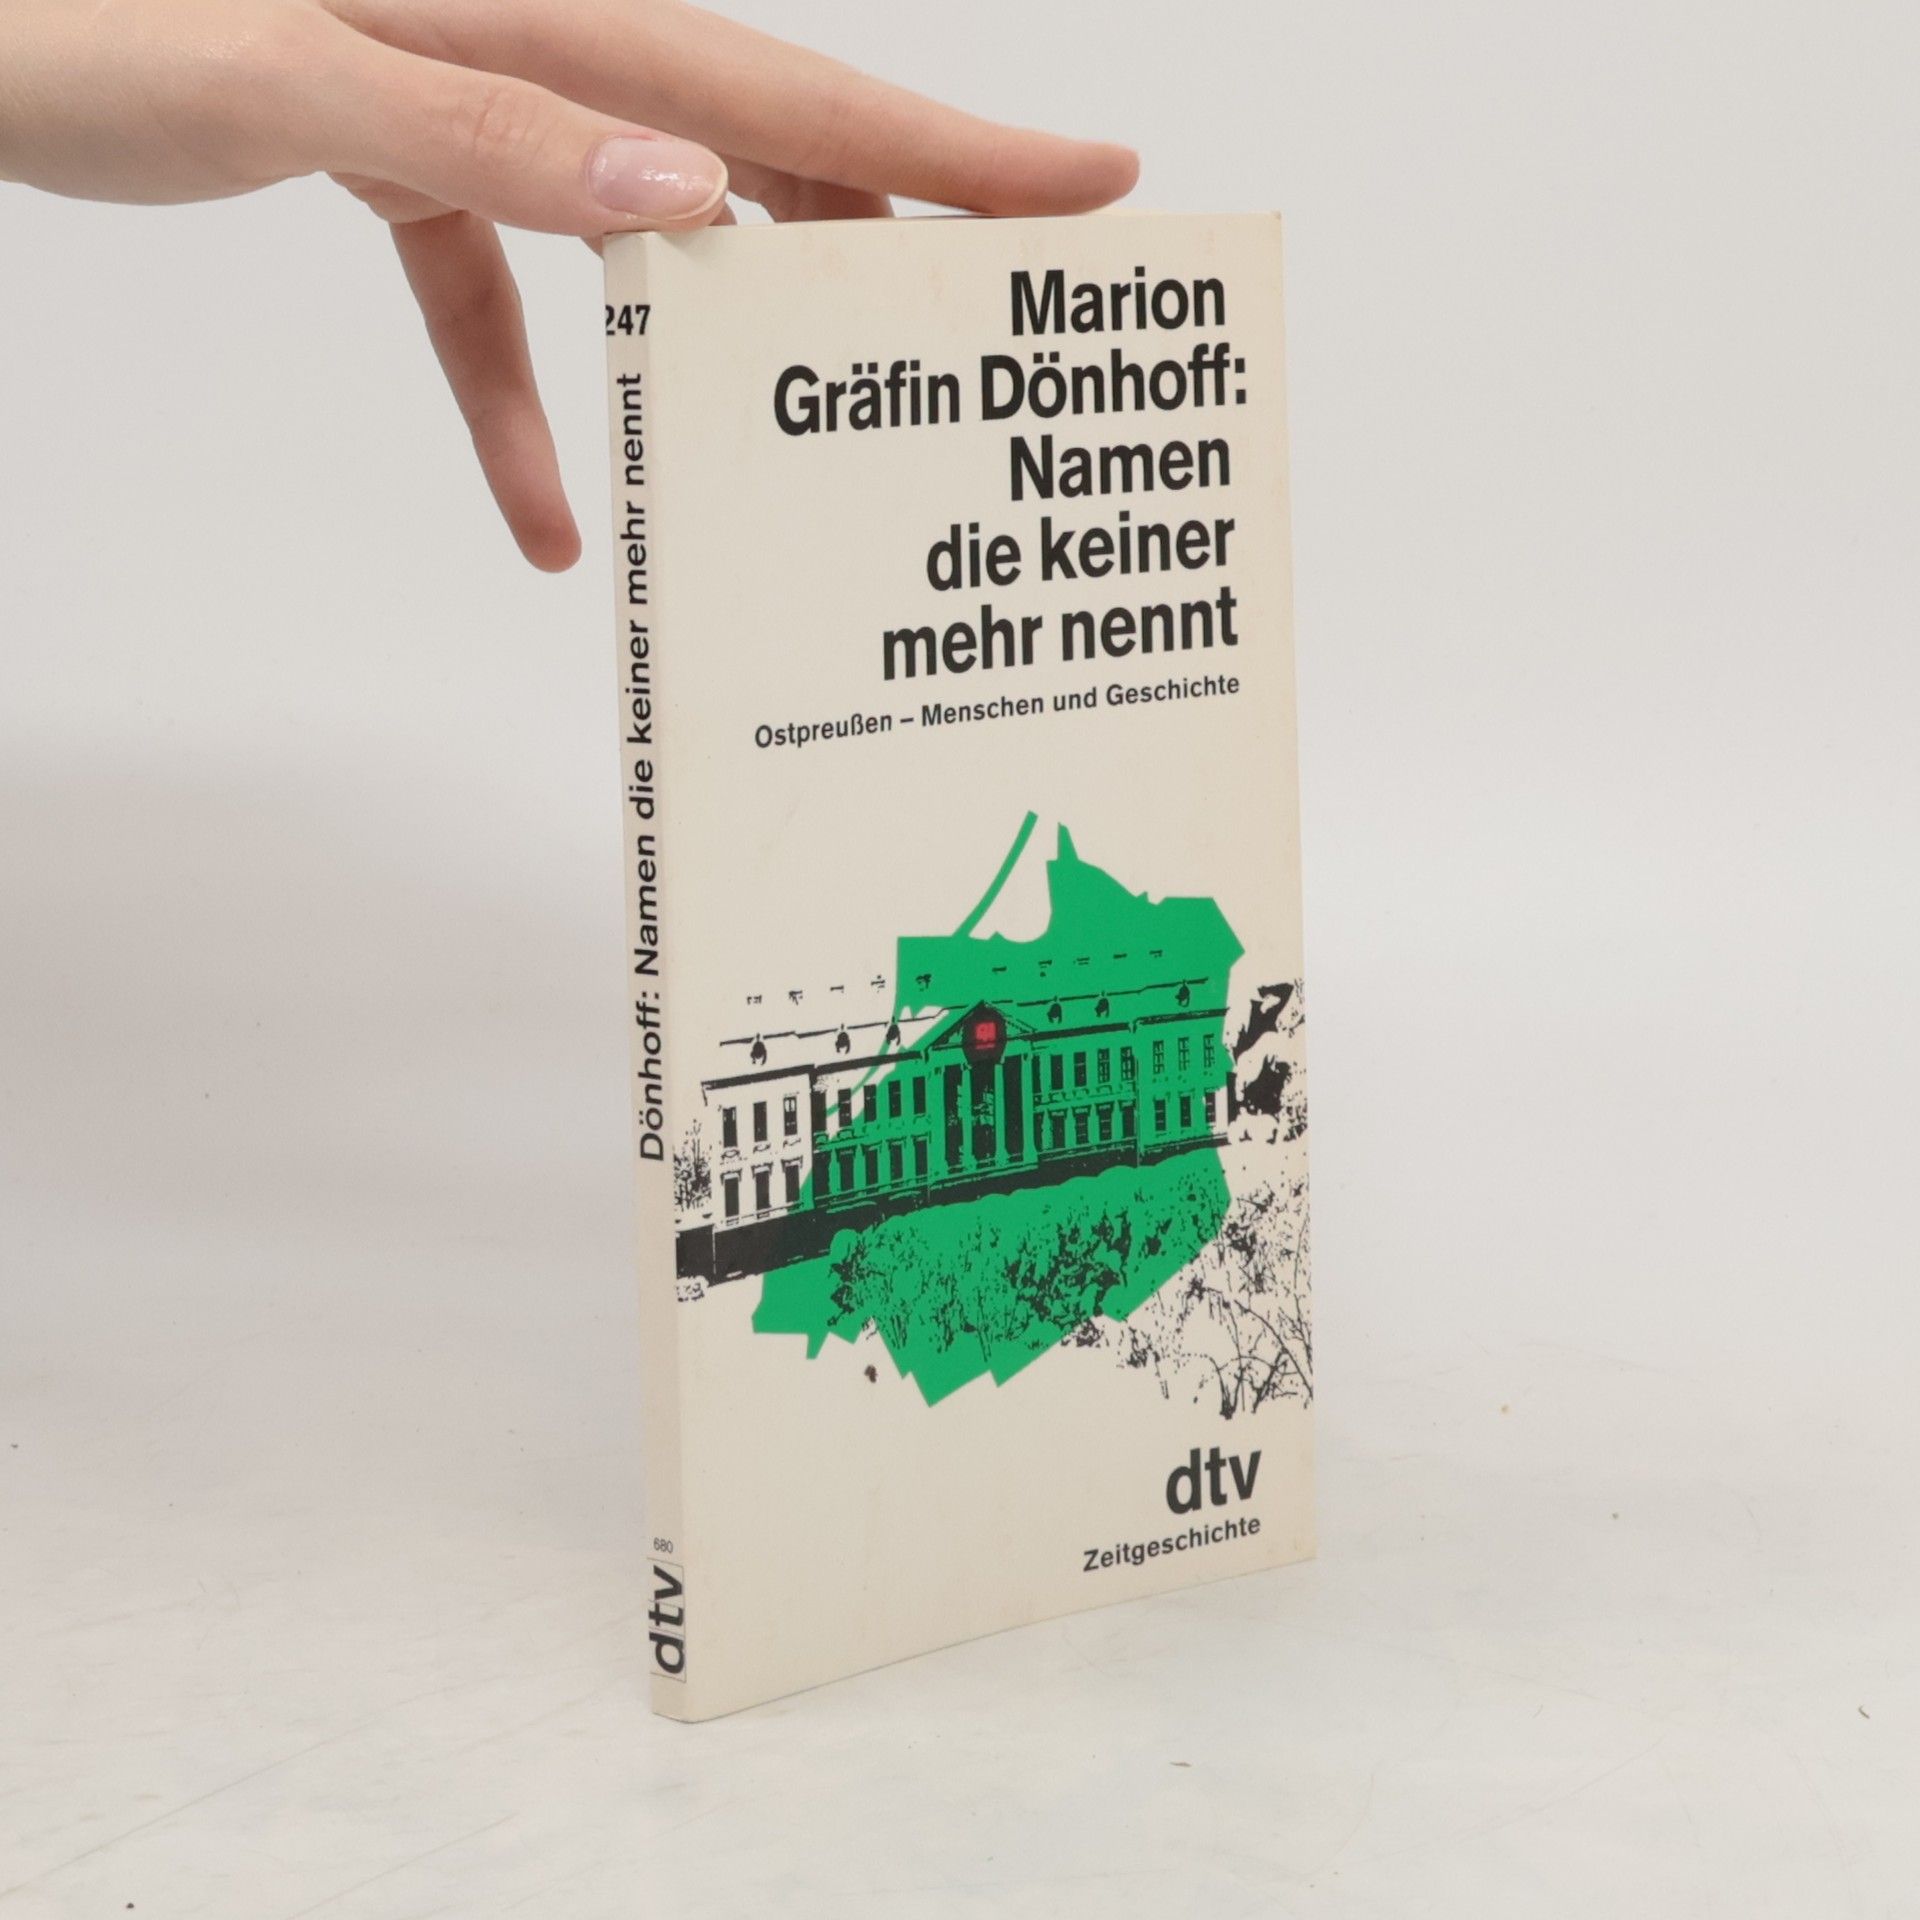 Marion
Gräfin Dönhoff:
Namen
die keiner
mehr nennt
Ostpreußen – Menschen und Geschichte
dtv
Zeitgeschichte
247
Dönhoff: Namen die keiner mehr nennt
680
dtv